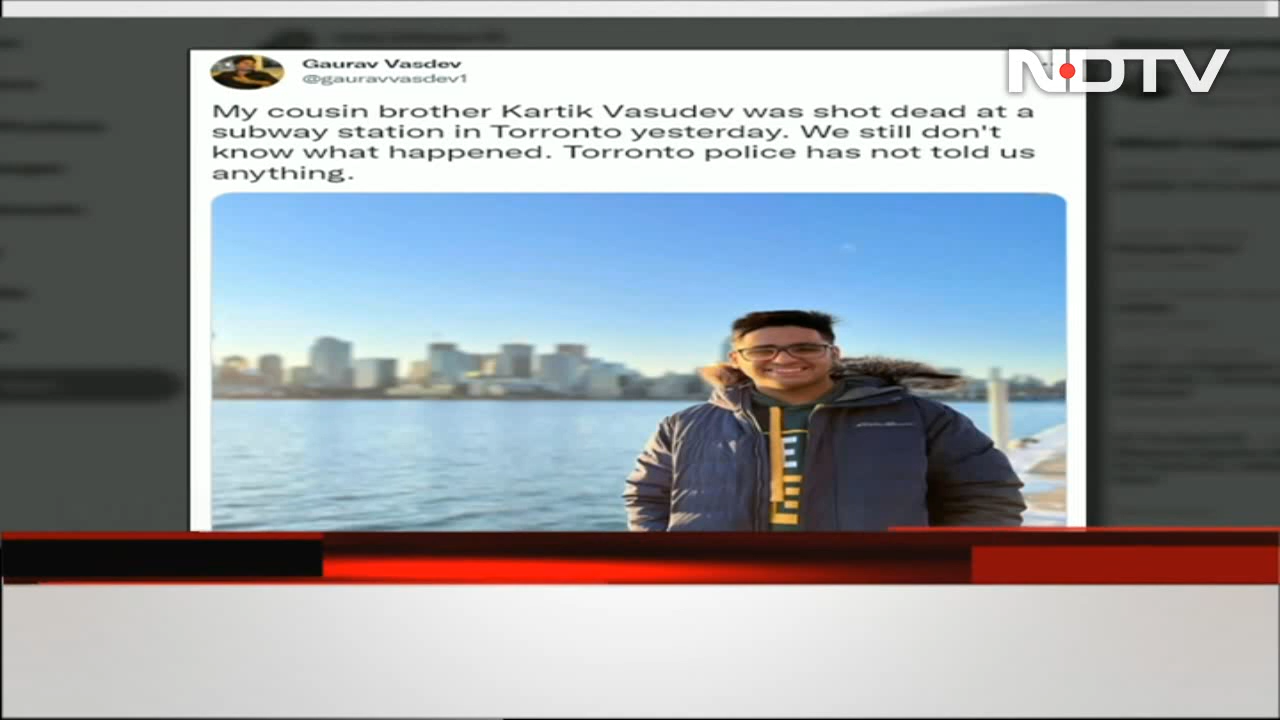 NDTV
Gaurav Vasdev
@gauravvasdev1
My cousin brother Kartik Vasudev was shot dead at a
subway station in Torronto yesterday. We still don't
know what happened. Torronto police has not told us
anything.